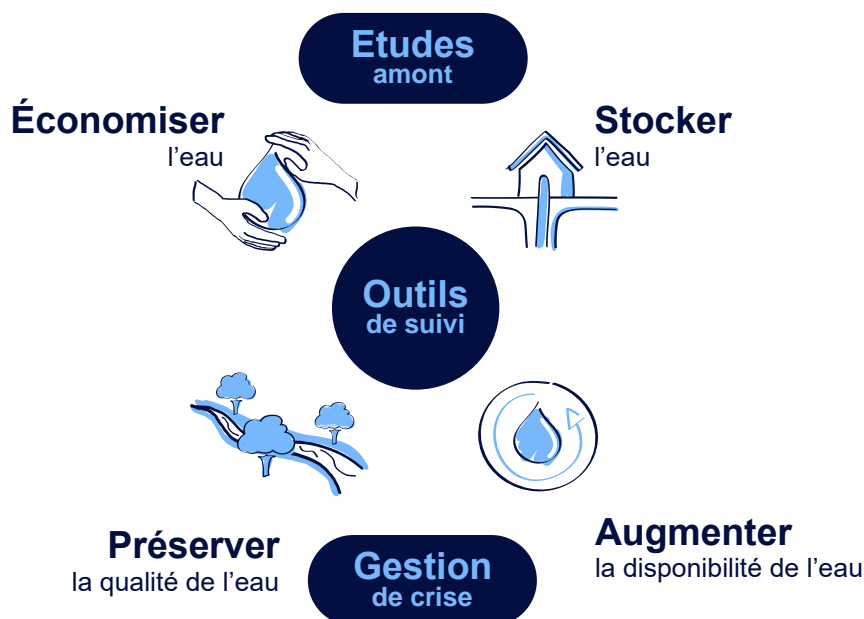 Etudes
amont
Économiser
l'eau
Stocker
l'eau
Outils
de suivi
Préserver
la qualité de l'eau
Augmenter
la disponibilité de l'eau
Gestion
de crise